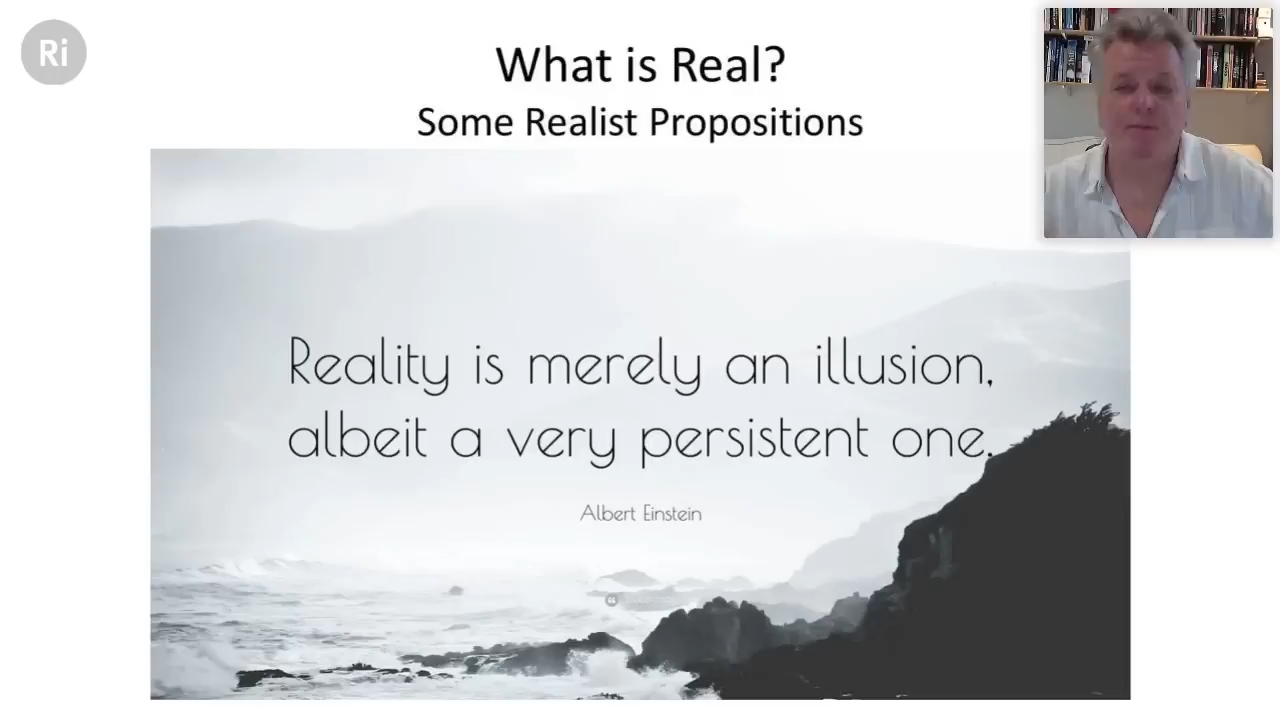 Ri
What is Real?
Some Realist Propositions
Reality is merely an illusion,
albeit a very persistent one.
Albert Einstein